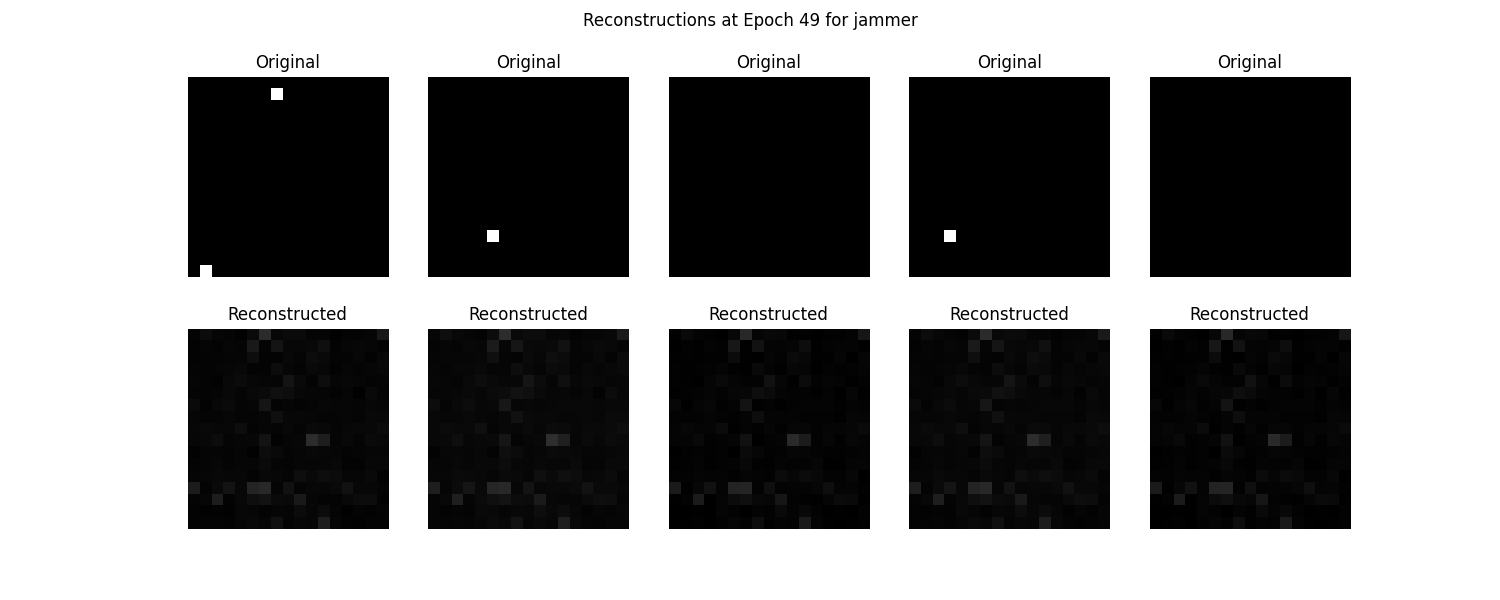 Reconstructions at Epoch 49 for jammer
Original Original Original Original Original
Reconstructed Reconstructed Reconstructed Reconstructed Reconstructed